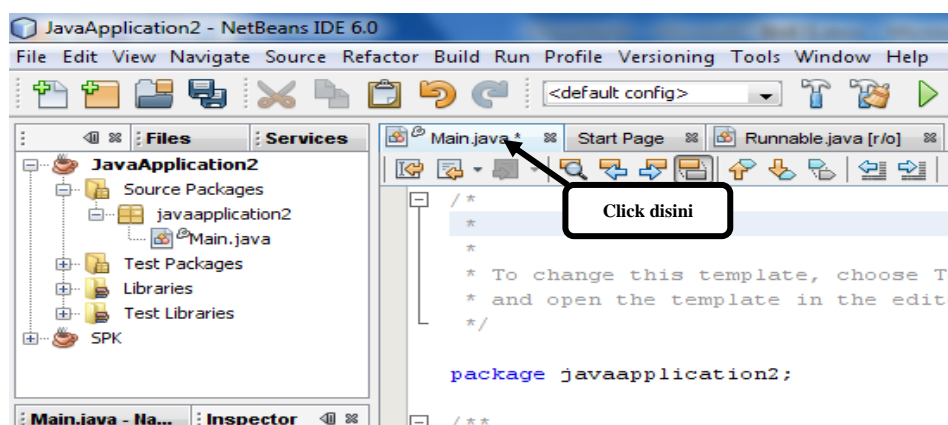 JavaApplication2 - NetBeans IDE 6.0
File Edit View Navigate Source Refactor Build Run Profile Versioning Tools Window Help
<default config>
Files Services
Main.java * Start Page Runnable.java [r/o]
JavaApplication2
Source Packages
javaapplication2
Main.java
Test Packages
Libraries
Test Libraries
SPK
Main.java - Na... Inspector
Click disini
/*
*
*
* To change this template, choose T
* and open the template in the edit
*/
package javaapplication2;
/**